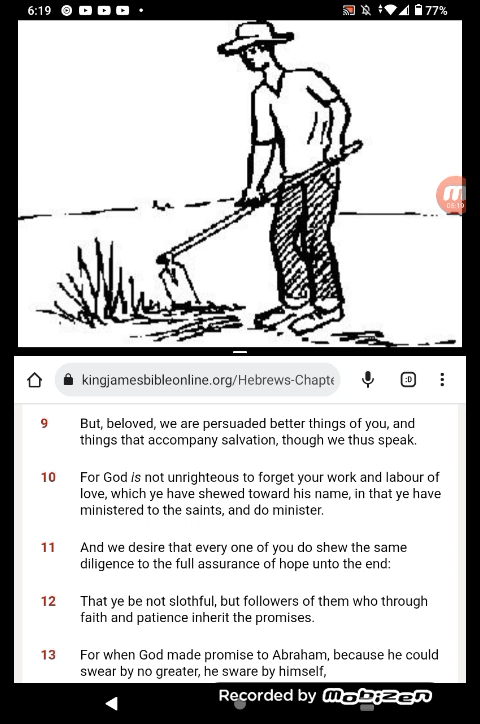 6:19
77%
05:19
kingjamesbibleonline.org/Hebrews-Chapte
:D
9 But, beloved, we are persuaded better things of you, and
things that accompany salvation, though we thus speak.
10 For God is not unrighteous to forget your work and labour of
love, which ye have shewed toward his name, in that ye have
ministered to the saints, and do minister.
11 And we desire that every one of you do shew the same
diligence to the full assurance of hope unto the end:
12 That ye be not slothful, but followers of them who through
faith and patience inherit the promises.
13 For when God made promise to Abraham, because he could
swear by no greater, he sware by himself,
Recorded by Mobizen